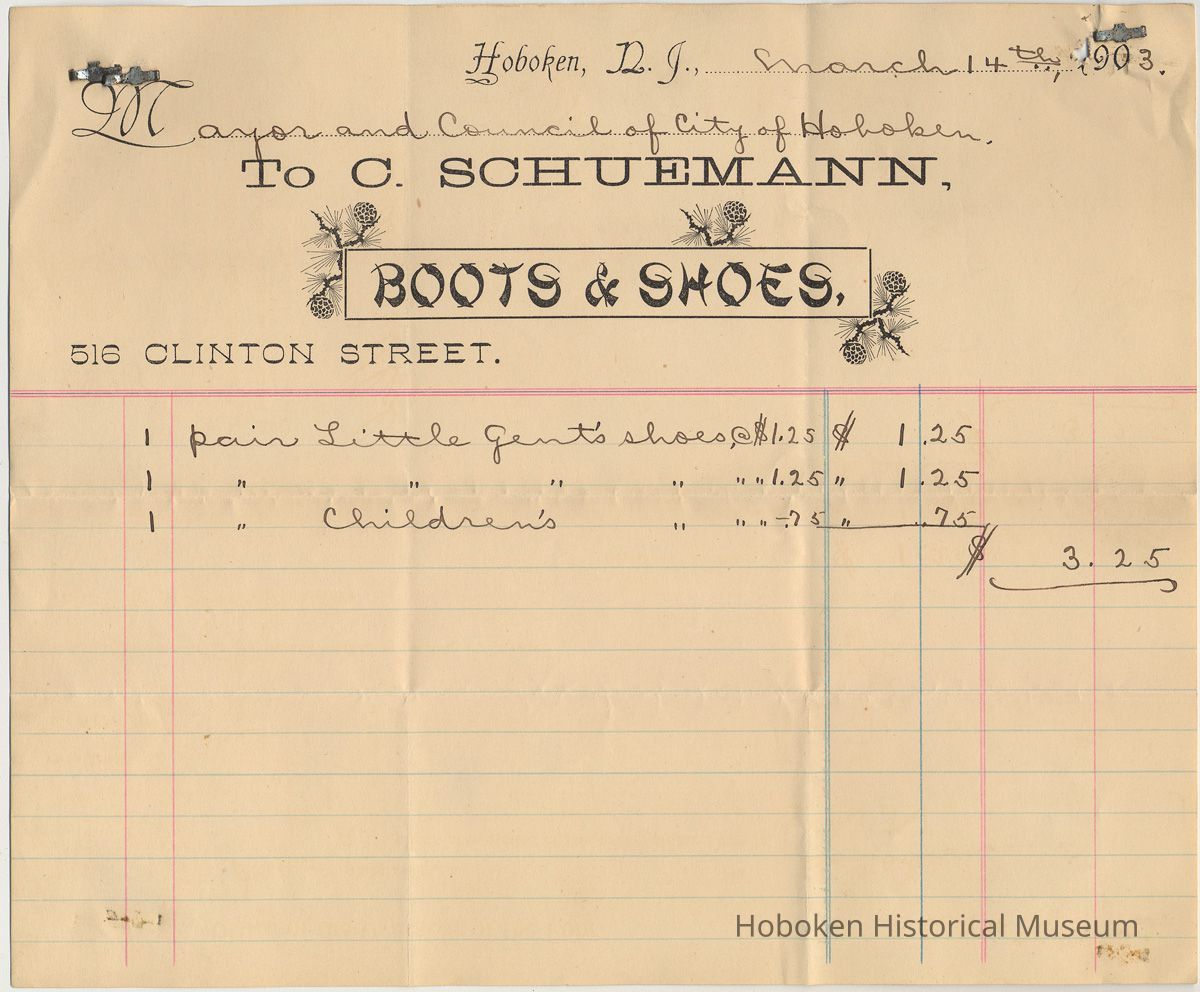 Hoboken, N. J., March 14th, 1903.
Mayor and Council of City of Hoboken.
To C. SCHUEMANN,
BOOTS & SHOES,
516 CLINTON STREET.
1 pair Little Gent's shoes, @ $1.25 $ 1.25
1 " " " " " " 1.25 " 1.25
1 " Children's " " " -.75 " .75
$ 3.25
Hoboken Historical Museum